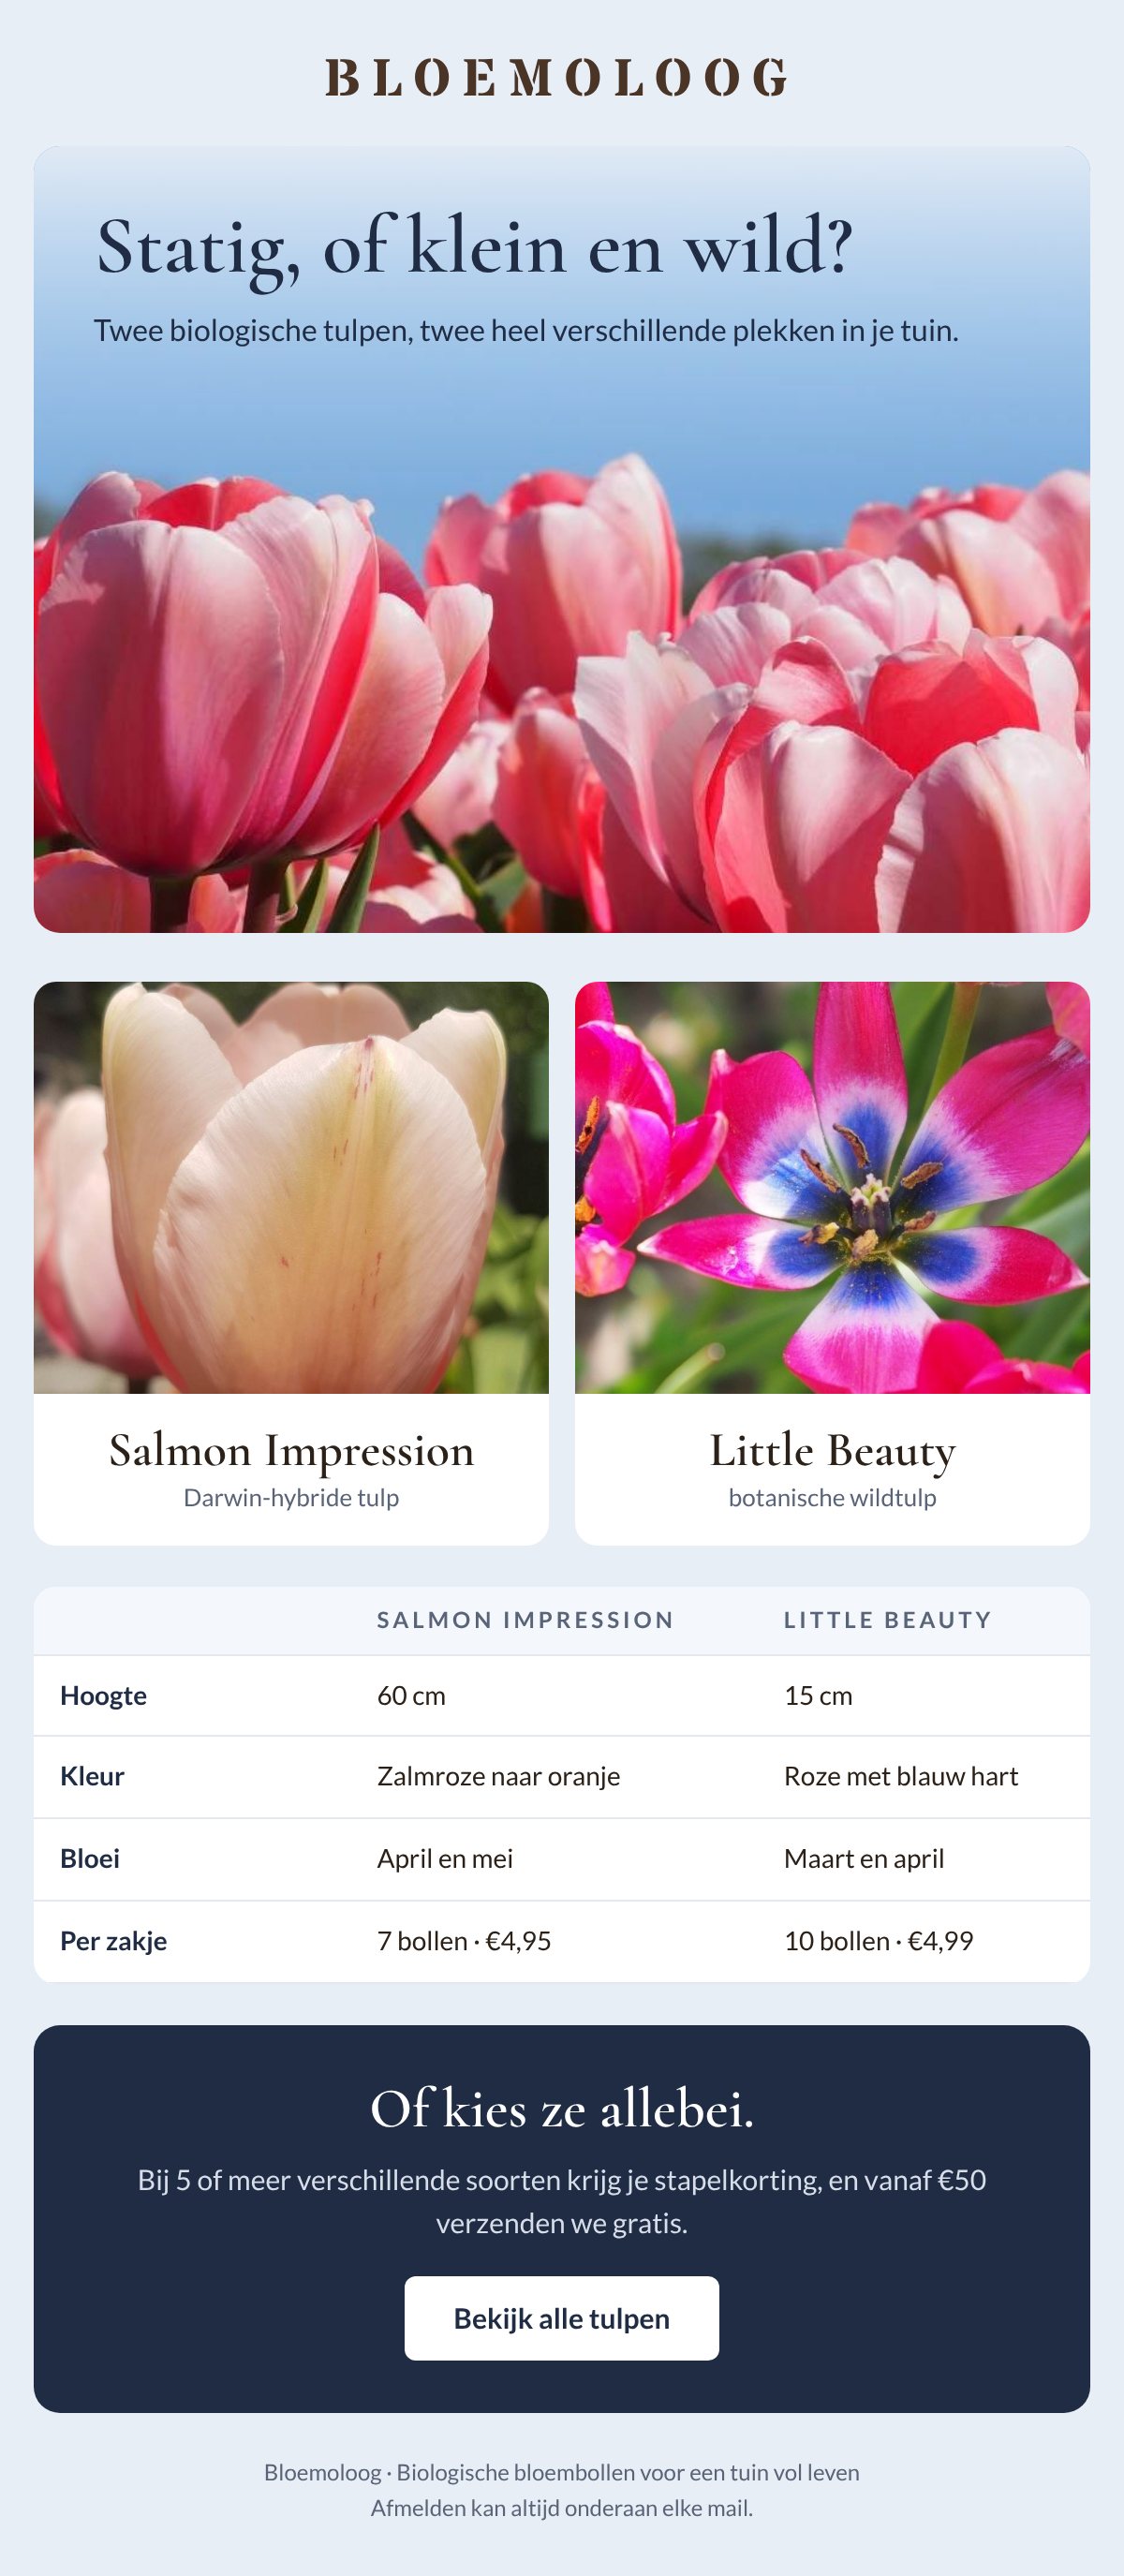 BLOEMOLOOG
Statig, of klein en wild?
Twee biologische tulpen, twee heel verschillende plekken in je tuin.
Salmon Impression
Darwin-hybride tulp
Little Beauty
botanische wildtulp
SALMON IMPRESSION LITTLE BEAUTY
Hoogte 60 cm 15 cm
Kleur Zalmroze naar oranje Roze met blauw hart
Bloei April en mei Maart en april
Per zakje 7 bollen · €4,95 10 bollen · €4,99
Of kies ze allebei.
Bij 5 of meer verschillende soorten krijg je stapelkorting, en vanaf €50
verzenden we gratis.
Bekijk alle tulpen
Bloemoloog · Biologische bloembollen voor een tuin vol leven
Afmelden kan altijd onderaan elke mail.